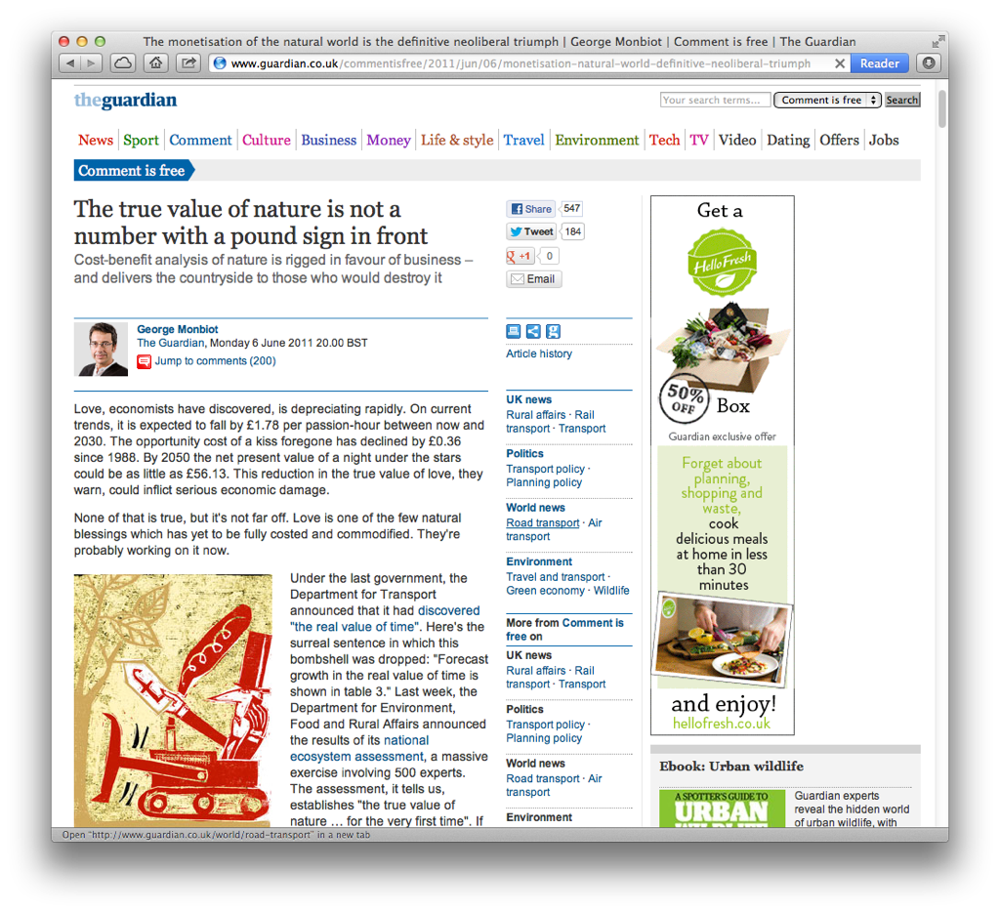 The monetisation of the natural world is the definitive neoliberal triumph | George Monbiot | Comment is free | The Guardian
www.guardian.co.uk/commentisfree/2011/jun/06/monetisation-natural-world-definitive-neoliberal-triumph
Reader
theguardian
Your search terms...
Comment is free
Search
News
Sport
Comment
Culture
Business
Money
Life & style
Travel
Environment
Tech
TV
Video
Dating
Offers
Jobs
Comment is free
The true value of nature is not a
number with a pound sign in front
Cost-benefit analysis of nature is rigged in favour of business –
and delivers the countryside to those who would destroy it
George Monbiot
The Guardian, Monday 6 June 2011 20.00 BST
Jump to comments (200)
Love, economists have discovered, is depreciating rapidly. On current
trends, it is expected to fall by £1.78 per passion-hour between now and
2030. The opportunity cost of a kiss foregone has declined by £0.36
since 1988. By 2050 the net present value of a night under the stars
could be as little as £56.13. This reduction in the true value of love, they
warn, could inflict serious economic damage.
None of that is true, but it's not far off. Love is one of the few natural
blessings which has yet to be fully costed and commodified. They're
probably working on it now.
£
Under the last government, the
Department for Transport
announced that it had discovered
"the real value of time". Here's the
surreal sentence in which this
bombshell was dropped: "Forecast
growth in the real value of time is
shown in table 3." Last week, the
Department for Environment,
Food and Rural Affairs announced
the results of its national
ecosystem assessment, a massive
exercise involving 500 experts.
The assessment, it tells us,
establishes "the true value of
nature … for the very first time". If
Share
547
Tweet
184
+1
0
Email
Article history
UK news
Rural affairs · Rail
transport · Transport
Politics
Transport policy ·
Planning policy
World news
Road transport · Air
transport
Environment
Travel and transport ·
Green economy · Wildlife
More from Comment is
free on
UK news
Rural affairs · Rail
transport · Transport
Politics
Transport policy ·
Planning policy
World news
Road transport · Air
transport
Environment
Get a
HelloFresh
50%
OFF
Box
Guardian exclusive offer
Forget about
planning,
shopping and
waste,
cook
delicious meals
at home in less
than 30
minutes
and enjoy!
hellofresh.co.uk
Ebook: Urban wildlife
A SPOTTER'S GUIDE TO
URBAN
Guardian experts
reveal the hidden world
of urban wildlife, with
Open "http://www.guardian.co.uk/world/road-transport" in a new tab